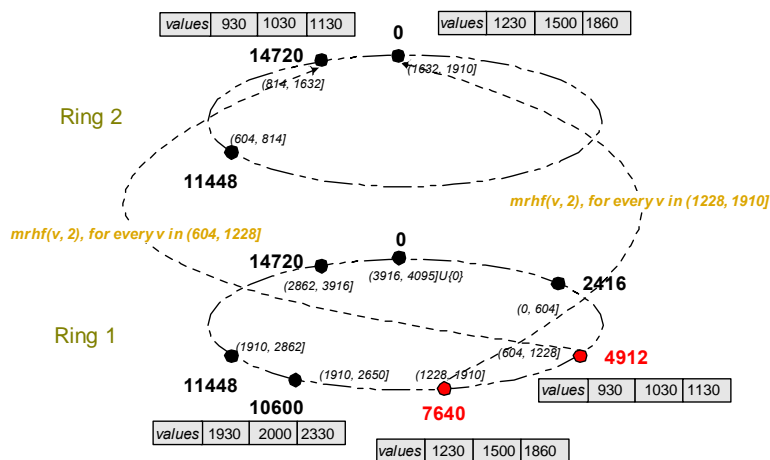 values 930 1030 1130
0
values 1230 1500 1860
14720
(814, 1632]
(1632, 1910]
Ring 2
(604, 814]
11448
mrhf(v, 2), for every v in (1228, 1910]
mrhf(v, 2), for every v in (604, 1228]
0
14720
(3916, 4095]U{0}
2416
(2862, 3916]
(0, 604]
Ring 1
(1910, 2862]
(604, 1228]
4912
11448
(1910, 2650]
(1228, 1910]
10600
7640
values 930 1030 1130
values 1930 2000 2330
values 1230 1500 1860